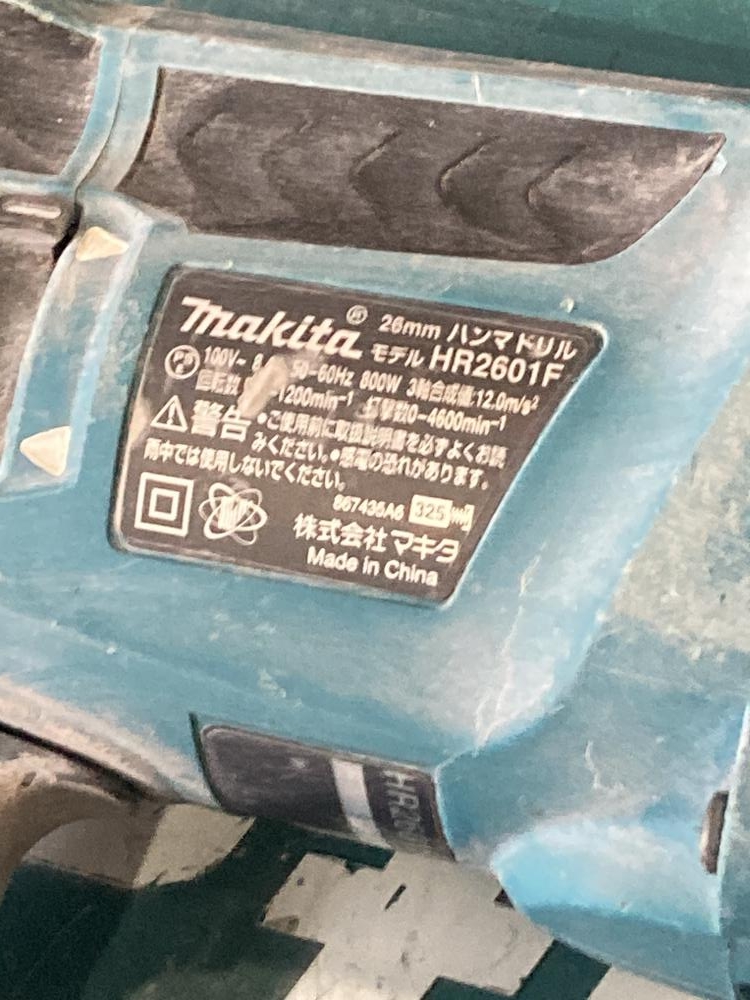 makita® 26mm ハンマドリル
モデル HR2601F
PS 100V~ 50-60Hz 800W 3軸合成値:12.0m/s²
回転数 1200min⁻¹ 打撃数0-4600min⁻¹
警告 •ご使用前に取扱説明書を必ずよくお読
みください。•感電の恐れがあります。
雨中では使用しないでください。
867436A6 325
株式会社 マキタ
Made in China
HR260